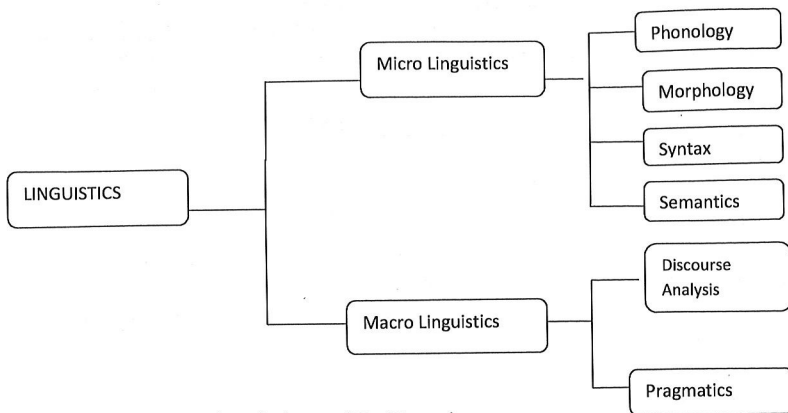 LINGUISTICS
Micro Linguistics
Phonology
Morphology
Syntax
Semantics
Macro Linguistics
Discourse
Analysis
Pragmatics